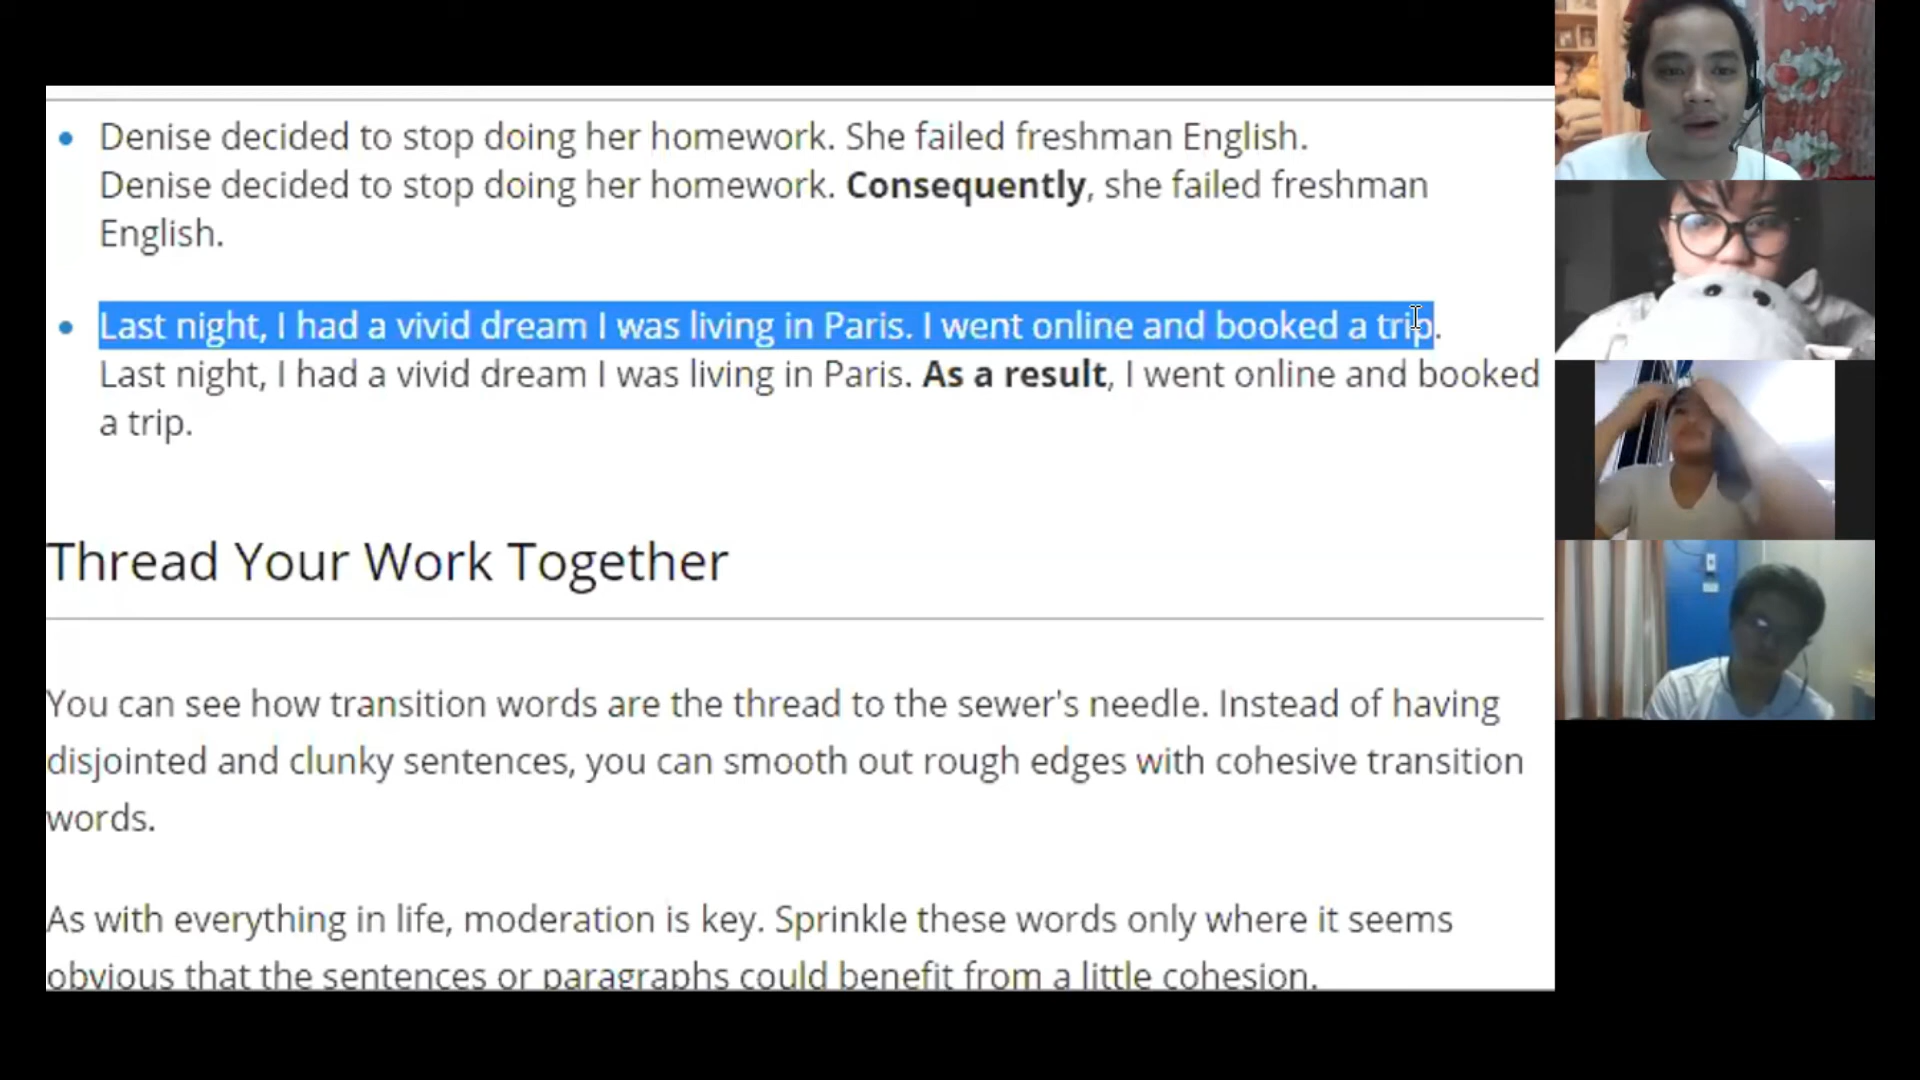 Denise decided to stop doing her homework. She failed freshman English.
Denise decided to stop doing her homework. Consequently, she failed freshman
English.
Last night, I had a vivid dream I was living in Paris. I went online and booked a trip.
Last night, I had a vivid dream I was living in Paris. As a result, I went online and booked
a trip.
Thread Your Work Together
You can see how transition words are the thread to the sewer's needle. Instead of having
disjointed and clunky sentences, you can smooth out rough edges with cohesive transition
words.
As with everything in life, moderation is key. Sprinkle these words only where it seems
obvious that the sentences or paragraphs could benefit from a little cohesion.